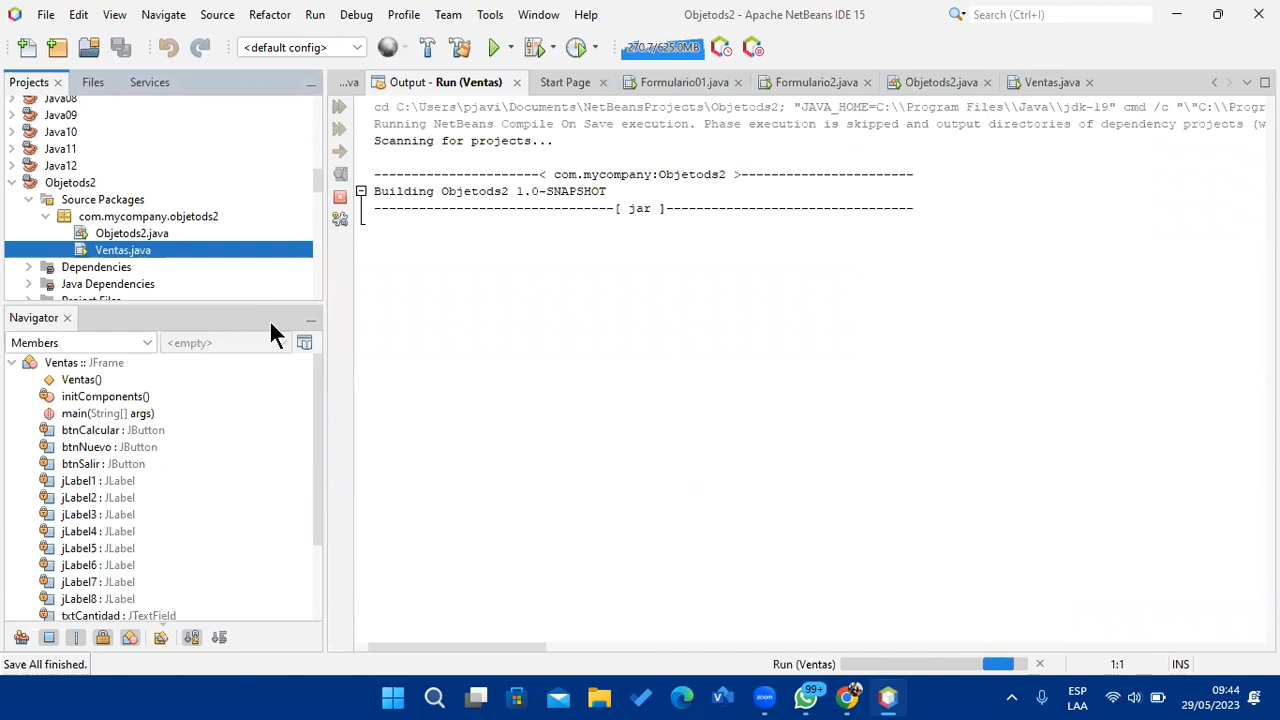 File Edit View Navigate Source Refactor Run Debug Profile Team Tools Window Help Objetods2 - Apache NetBeans IDE 15 Search (Ctrl+I)
<default config> 270.7/625.0MB
Projects Files Services ...va Output - Run (Ventas) Start Page Formulario01.java Formulario2.java Objetods2.java Ventas.java
Java08
Java09
Java10
Java11
Java12
Objetods2
Source Packages
com.mycompany.objetods2
Objetods2.java
Ventas.java
Dependencies
Java Dependencies
Project Files
cd C:\Users\pjavi\Documents\NetBeansProjects\Objetods2; "JAVA_HOME=C:\\Program Files\\Java\\jdk-19" cmd /c "\"C:\\Progr
Running NetBeans Compile On Save execution. Phase execution is skipped and output directories of dependency projects (w
Scanning for projects...
----------------------< com.mycompany:Objetods2 >-----------------------
Building Objetods2 1.0-SNAPSHOT
--------------------------------[ jar ]---------------------------------
Navigator
Members <empty>
Ventas :: JFrame
Ventas()
initComponents()
main(String[] args)
btnCalcular : JButton
btnNuevo : JButton
btnSalir : JButton
jLabel1 : JLabel
jLabel2 : JLabel
jLabel3 : JLabel
jLabel4 : JLabel
jLabel5 : JLabel
jLabel6 : JLabel
jLabel7 : JLabel
jLabel8 : JLabel
txtCantidad : JTextField
Save All finished. Run (Ventas) 1:1 INS
99+ zoom ESP
LAA
09:44
29/05/2023